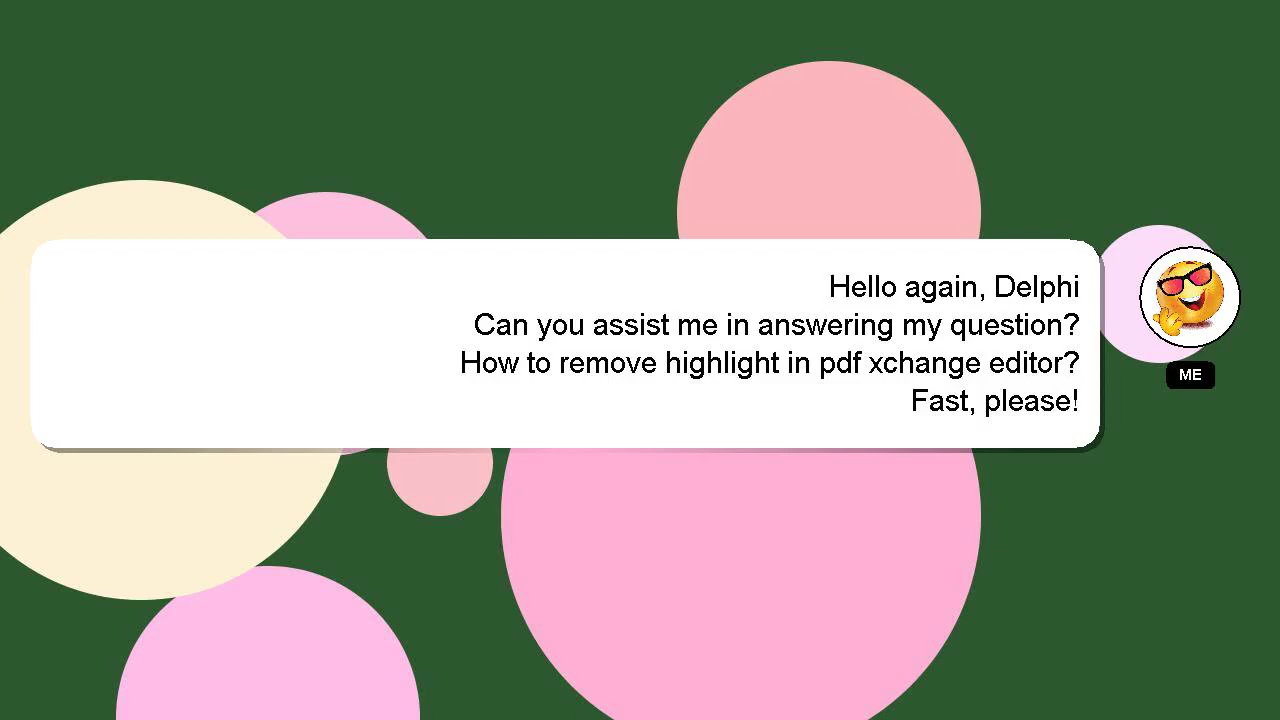 Hello again, Delphi
Can you assist me in answering my question?
How to remove highlight in pdf xchange editor?
Fast, please!
ME